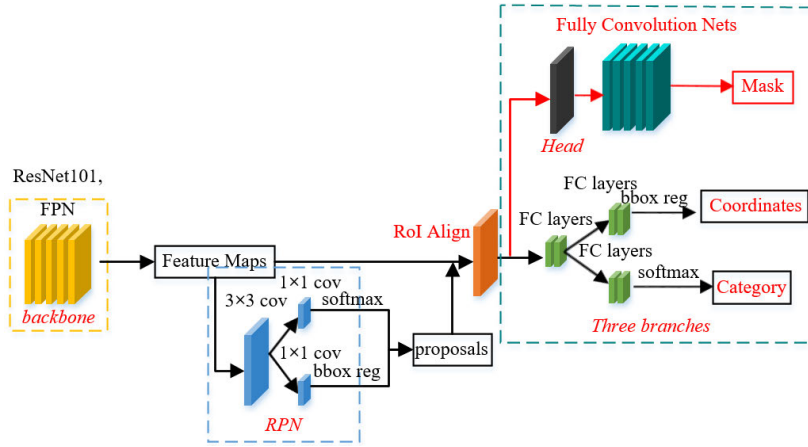 ResNet101,
FPN
backbone
Feature Maps
3×3 cov
1×1 cov
softmax
1×1 cov
bbox reg
RPN
proposals
RoI Align
Fully Convolution Nets
Head
Mask
FC layers
FC layers
bbox reg
Coordinates
FC layers
softmax
Category
Three branches